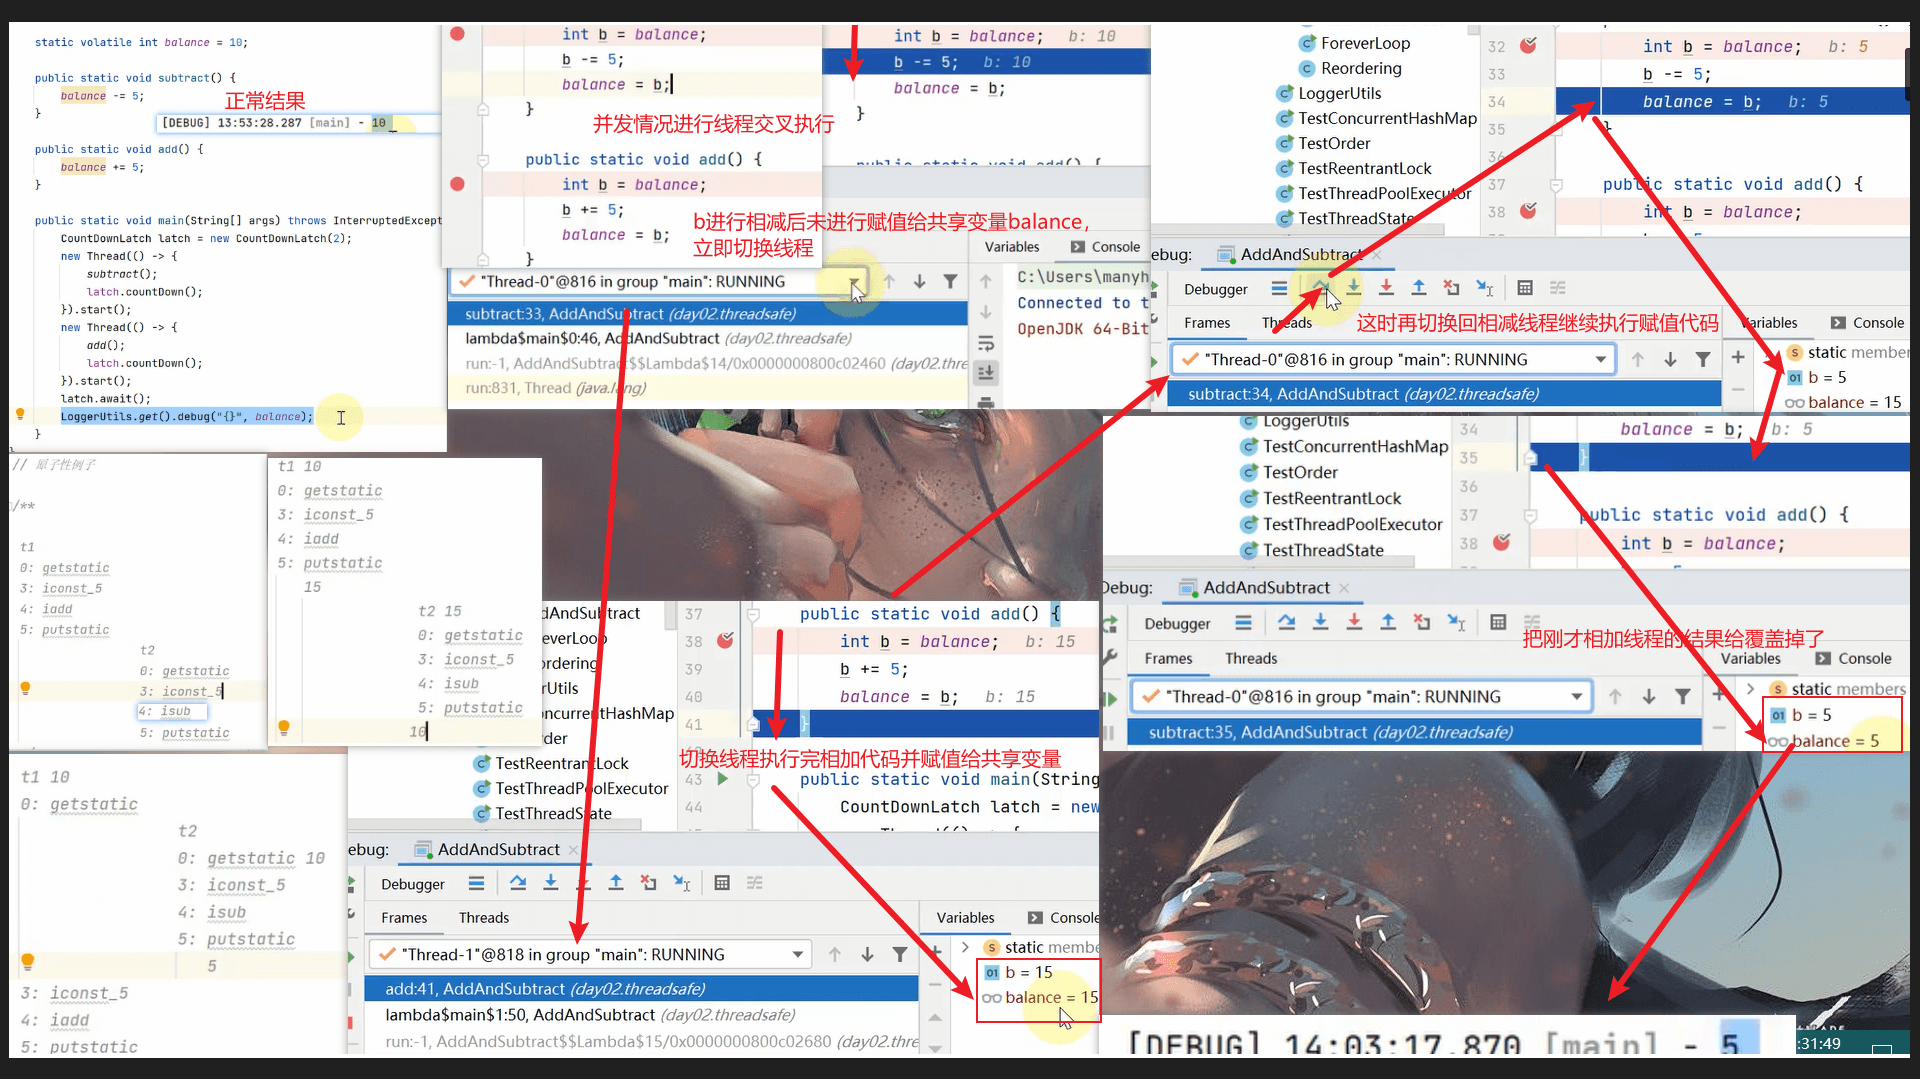 static volatile int balance = 10;
public static void subtract() {
balance -= 5;
}
正常结果
[DEBUG] 13:53:28.287 [main] - 10
public static void add() {
balance += 5;
}
public static void main(String[] args) throws InterruptedExcept
CountDownLatch latch = new CountDownLatch(2);
new Thread(() -> {
subtract();
latch.countDown();
}).start();
new Thread(() -> {
add();
latch.countDown();
}).start();
latch.await();
LoggerUtils.get().debug("{}", balance);
}
int b = balance;
b -= 5;
balance = b;
}
并发情况进行线程交叉执行
public static void add() {
int b = balance;
b += 5;
balance = b;
}
int b = balance; b: 10
b -= 5; b: 10
balance = b;
}
b进行相减后未进行赋值给共享变量balance，
立即切换线程
Variables
Console
"Thread-0"@816 in group "main": RUNNING
subtract:33, AddAndSubtract (day02.threadsafe)
lambda$main$0:46, AddAndSubtract (day02.threadsafe)
run:-1, AddAndSubtract$$Lambda$14/0x0000000800c02460 (day02.thre
run:831, Thread (java.lang)
C:\Users\manyh
Connected to t
OpenJDK 64-Bit
ForeverLoop
Reordering
LoggerUtils
TestConcurrentHashMap
TestOrder
TestReentrantLock
TestThreadPoolExecutor
TestThreadState
32 int b = balance; b: 5
33 b -= 5;
34 balance = b; b: 5
35 }
36
37 public static void add() {
38 int b = balance;
ebug: AddAndSubtract
Debugger
Frames Threads
这时再切换回相减线程继续执行赋值代码
Variables Console
"Thread-0"@816 in group "main": RUNNING
subtract:34, AddAndSubtract (day02.threadsafe)
static member
b = 5
balance = 15
// 原子性例子
/**
t1
0: getstatic
3: iconst_5
4: iadd
5: putstatic
t2
0: getstatic
3: iconst_5
4: isub
5: putstatic
t1 10
0: getstatic
3: iconst_5
4: iadd
5: putstatic
15
t2 15
0: getstatic
3: iconst_5
4: isub
5: putstatic
10
LoggerUtils
TestConcurrentHashMap
TestOrder
TestReentrantLock
TestThreadPoolExecutor
TestThreadState
34 balance = b; b: 5
35 }
36
37 public static void add() {
38 int b = balance;
Debug: AddAndSubtract
Debugger
把刚才相加线程的结果给覆盖掉了
Frames Threads
Variables Console
"Thread-0"@816 in group "main": RUNNING
subtract:35, AddAndSubtract (day02.threadsafe)
static members
b = 5
balance = 5
dAndSubtract
everLoop
ordering
rUtils
oncurrentHashMap
der
TestReentrantLock
TestThreadPoolExecutor
TestThreadState
37 public static void add() {
38 int b = balance; b: 15
39 b += 5;
40 balance = b; b: 15
41 }
切换线程执行完相加代码并赋值给共享变量
43 public static void main(String
44 CountDownLatch latch = new
ebug: AddAndSubtract
Debugger
Frames Threads
Variables Console
"Thread-1"@818 in group "main": RUNNING
add:41, AddAndSubtract (day02.threadsafe)
lambda$main$1:50, AddAndSubtract (day02.threadsafe)
run:-1, AddAndSubtract$$Lambda$15/0x0000000800c02680 (day02.thre
static membe
b = 15
balance = 15
t1 10
0: getstatic
t2
0: getstatic 10
3: iconst_5
4: isub
5: putstatic
5
3: iconst_5
4: iadd
5: putstatic
[DEBUG] 14:03:17.870 [main] - 5
:31:49